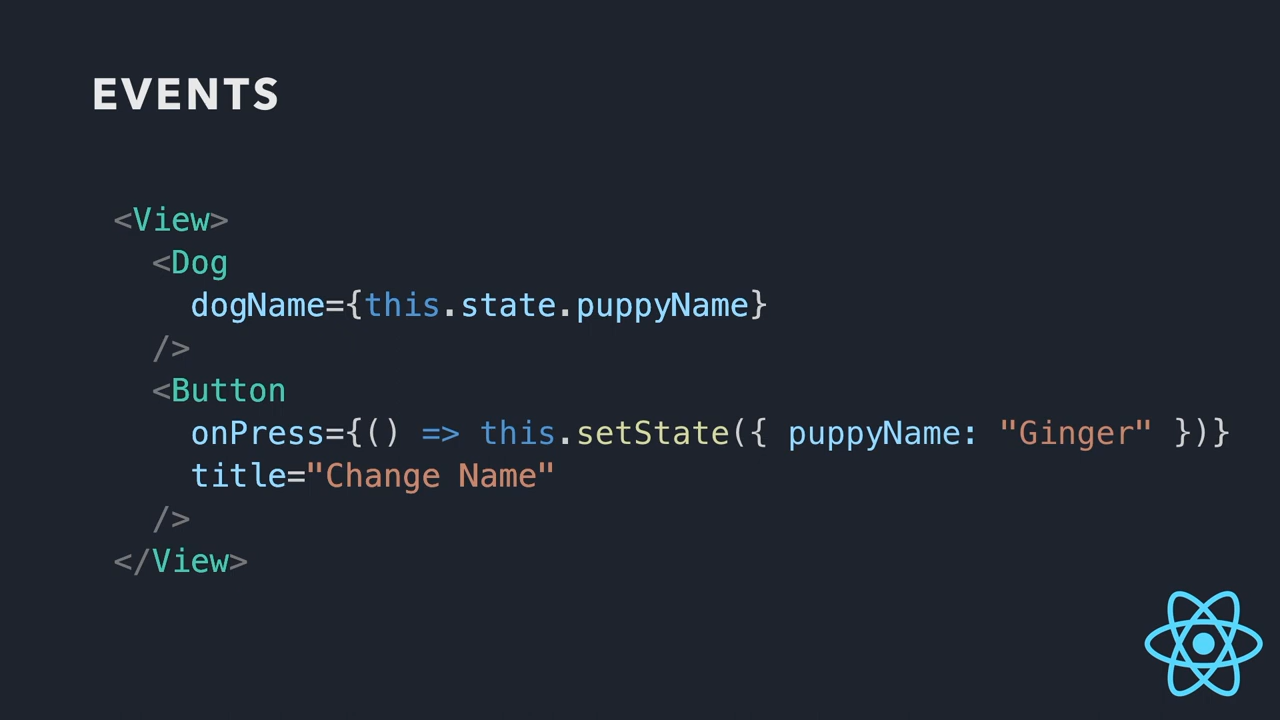 EVENTS
<View>
  <Dog
    dogName={this.state.puppyName}
  />
  <Button
    onPress={() => this.setState({ puppyName: "Ginger" })}
    title="Change Name"
  />
</View>